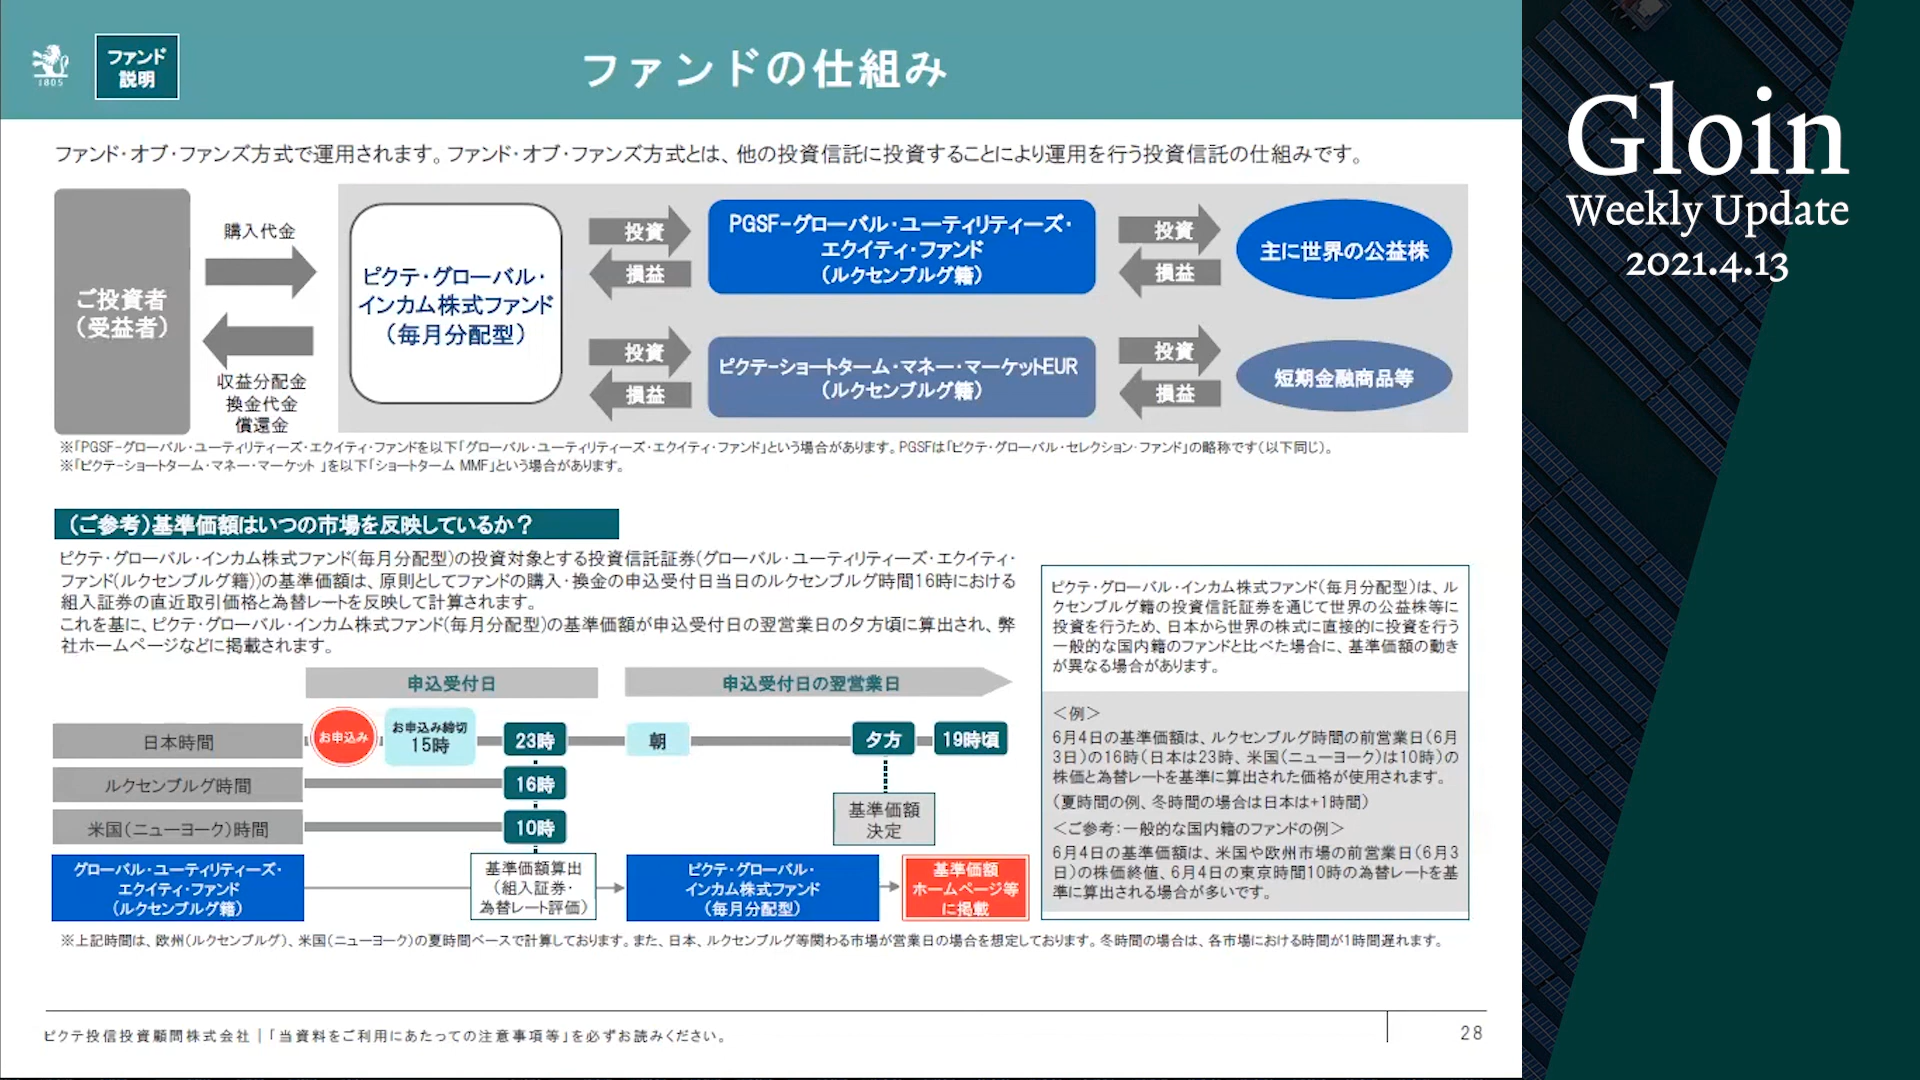 1805
ファンド
説明
ファンドの仕組み
Gloin
Weekly Update
2021.4.13
ファンド・オブ・ファンズ方式で運用されます。ファンド・オブ・ファンズ方式とは、他の投資信託に投資することにより運用を行う投資信託の仕組みです。
ご投資者
（受益者）
購入代金
収益分配金
換金代金
償還金
ピクテ・グローバル・
インカム株式ファンド
（毎月分配型）
投資
損益
PGSF-グローバル・ユーティリティーズ・
エクイティ・ファンド
（ルクセンブルグ籍）
投資
損益
主に世界の公益株
投資
損益
ピクテ-ショートターム・マネー・マーケットEUR
（ルクセンブルグ籍）
投資
損益
短期金融商品等
※「PGSF-グローバル・ユーティリティーズ・エクイティ・ファンドを以下「グローバル・ユーティリティーズ・エクイティ・ファンド」という場合があります。PGSFは「ピクテ・グローバル・セレクション・ファンド」の略称です（以下同じ）。
※「ピクテ-ショートターム・マネー・マーケット 」を以下「ショートターム MMF」という場合があります。
（ご参考）基準価額はいつの市場を反映しているか？
ピクテ・グローバル・インカム株式ファンド（毎月分配型）の投資対象とする投資信託証券（グローバル・ユーティリティーズ・エクイティ・
ファンド（ルクセンブルグ籍））の基準価額は、原則としてファンドの購入・換金の申込受付日当日のルクセンブルグ時間16時における
組入証券の直近取引価格と為替レートを反映して計算されます。
これを基に、ピクテ・グローバル・インカム株式ファンド（毎月分配型）の基準価額が申込受付日の翌営業日の夕方頃に算出され、弊
社ホームページなどに掲載されます。
申込受付日
申込受付日の翌営業日
日本時間
お申込み
お申込み締切
15時
23時
朝
夕方
19時頃
ルクセンブルグ時間
16時
米国（ニューヨーク）時間
10時
基準価額
決定
グローバル・ユーティリティーズ・
エクイティ・ファンド
（ルクセンブルグ籍）
基準価額算出
（組入証券・
為替レート評価）
ピクテ・グローバル・
インカム株式ファンド
（毎月分配型）
基準価額
ホームページ等
に掲載
ピクテ・グローバル・インカム株式ファンド（毎月分配型）は、ル
クセンブルグ籍の投資信託証券を通じて世界の公益株等に
投資を行うため、日本から世界の株式に直接的に投資を行う
一般的な国内籍のファンドと比べた場合に、基準価額の動き
が異なる場合があります。
＜例＞
6月4日の基準価額は、ルクセンブルグ時間の前営業日（6月
3日）の16時（日本は23時、米国（ニューヨーク）は10時）の
株価と為替レートを基準に算出された価格が使用されます。
（夏時間の例、冬時間の場合は日本は+1時間）
＜ご参考：一般的な国内籍のファンドの例＞
6月4日の基準価額は、米国や欧州市場の前営業日（6月3
日）の株価終値、6月4日の東京時間10時の為替レートを基
準に算出される場合が多いです。
※上記時間は、欧州（ルクセンブルグ）、米国（ニューヨーク）の夏時間ベースで計算しております。また、日本、ルクセンブルグ等関わる市場が営業日の場合を想定しております。冬時間の場合は、各市場における時間が1時間遅れます。
ピクテ投信投資顧問株式会社｜「当資料をご利用にあたっての注意事項等」を必ずお読みください。
28